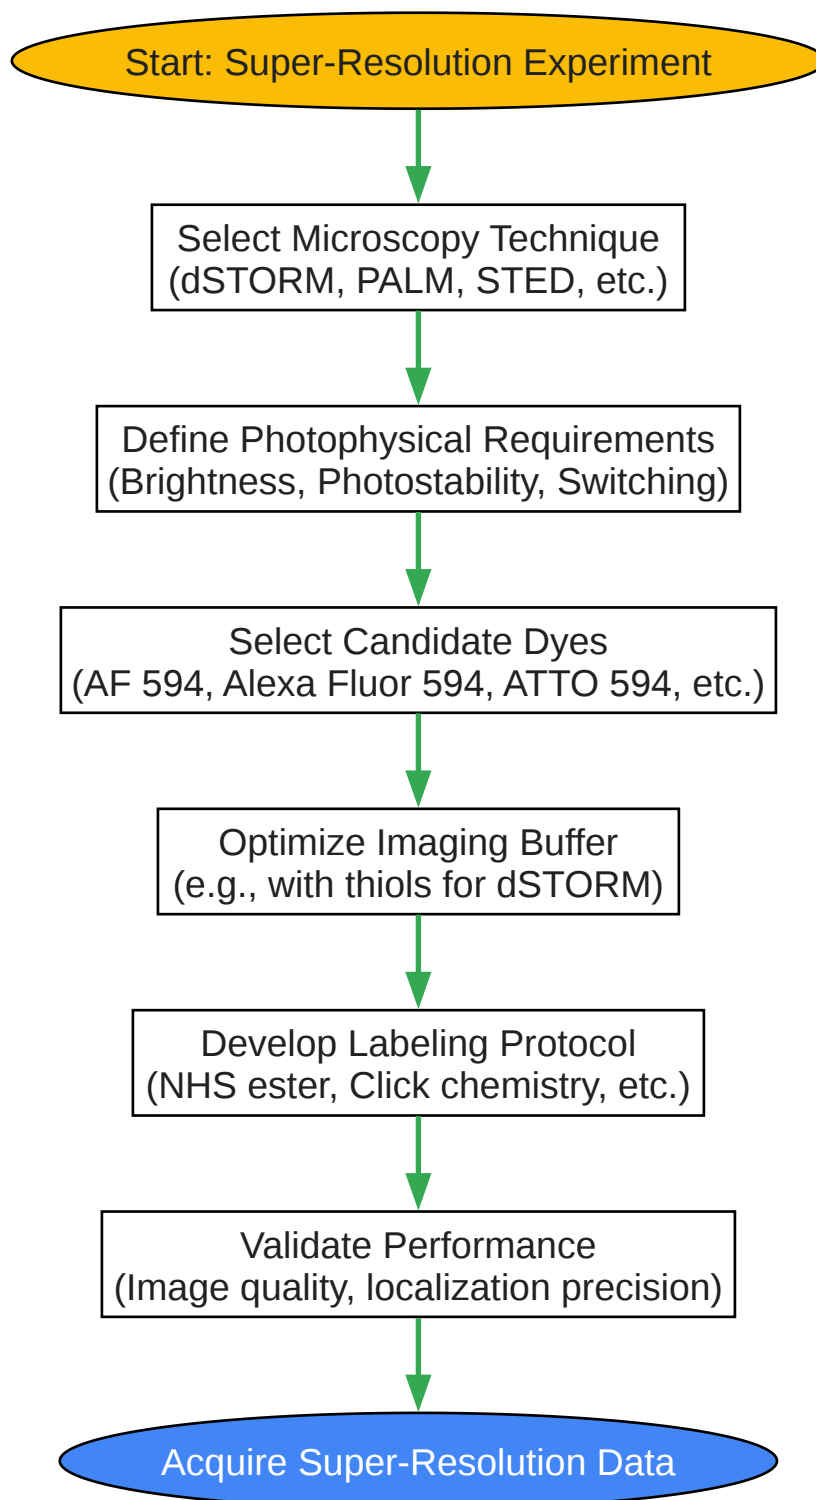 Start: Super-Resolution Experiment
Select Microscopy Technique
(dSTORM, PALM, STED, etc.)
Define Photophysical Requirements
(Brightness, Photostability, Switching)
Select Candidate Dyes
(AF 594, Alexa Fluor 594, ATTO 594, etc.)
Optimize Imaging Buffer
(e.g., with thiols for dSTORM)
Develop Labeling Protocol
(NHS ester, Click chemistry, etc.)
Validate Performance
(Image quality, localization precision)
Acquire Super-Resolution Data